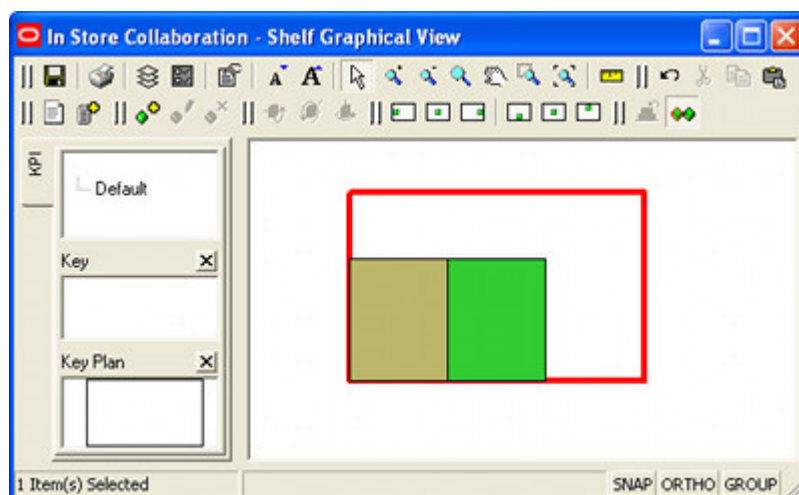 In Store Collaboration - Shelf Graphical View
A A
KPI
Default
Key
Key Plan
1 Item(s) Selected
SNAP ORTHO GROUP